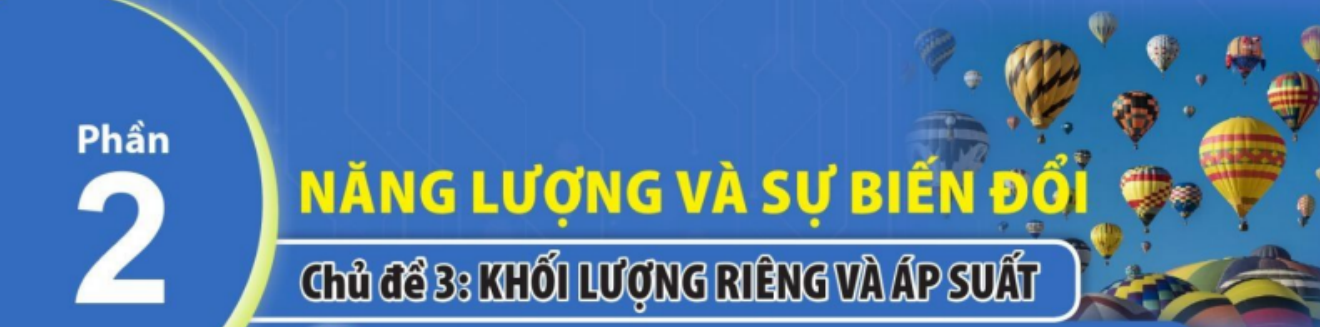 Phần
2
NĂNG LƯỢNG VÀ SỰ BIẾN ĐỔI
Chủ đề 3: KHỐI LƯỢNG RIÊNG VÀ ÁP SUẤT